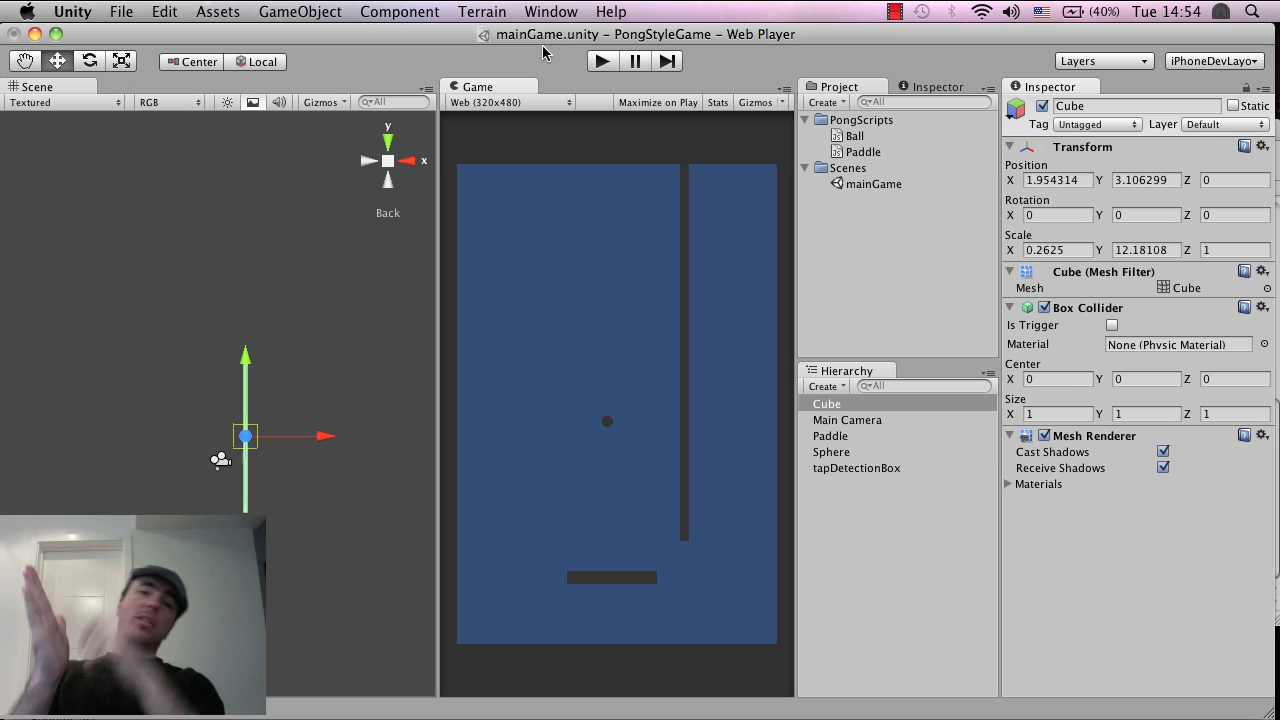 Unity File Edit Assets GameObject Component Terrain Window Help (40%) Tue 14:54
mainGame.unity – PongStyleGame – Web Player
Center Local Layers iPhoneDevLayo
Scene
Textured RGB Gizmos All
y
x
Back
Game
Web (320x480) Maximize on Play Stats Gizmos
Project Inspector
Create All
PongScripts
Ball
Paddle
Scenes
mainGame
Hierarchy
Create All
Cube
Main Camera
Paddle
Sphere
tapDetectionBox
Inspector
Cube Static
Tag Untagged Layer Default
Transform
Position
X 1.954314 Y 3.106299 Z 0
Rotation
X 0 Y 0 Z 0
Scale
X 0.2625 Y 12.18108 Z 1
Cube (Mesh Filter)
Mesh Cube
Box Collider
Is Trigger
Material None (Physic Material)
Center
X 0 Y 0 Z 0
Size
X 1 Y 1 Z 1
Mesh Renderer
Cast Shadows
Receive Shadows
Materials